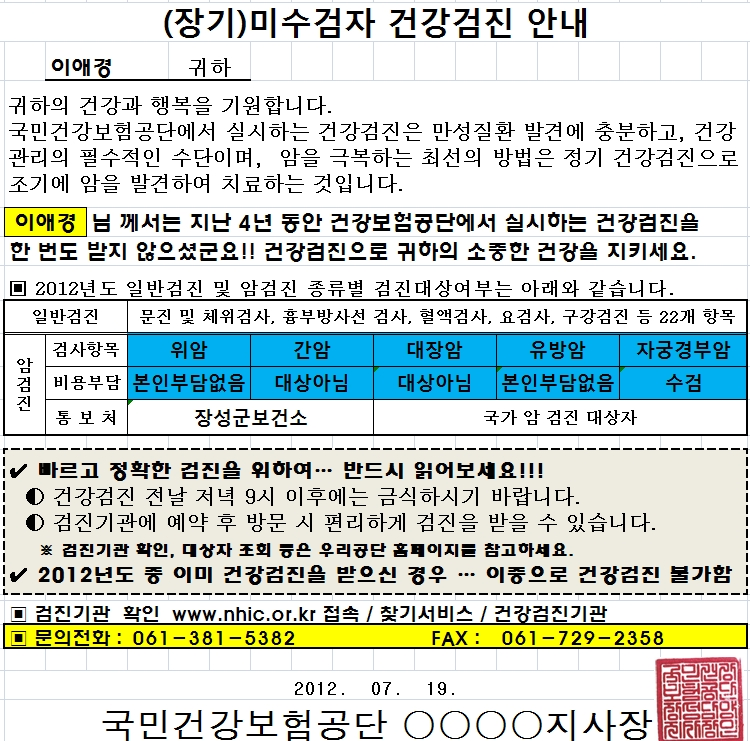 (장기)미수검자 건강검진 안내
이애경 귀하
귀하의 건강과 행복을 기원합니다.
국민건강보험공단에서 실시하는 건강검진은 만성질환 발견에 충분하고, 건강
관리의 필수적인 수단이며, 암을 극복하는 최선의 방법은 정기 건강검진으로
조기에 암을 발견하여 치료하는 것입니다.
이애경 님 께서는 지난 4년 동안 건강보험공단에서 실시하는 건강검진을
한 번도 받지 않으셨군요!! 건강검진으로 귀하의 소중한 건강을 지키세요.
▣ 2012년도 일반검진 및 암검진 종류별 검진대상여부는 아래와 같습니다.
일반검진 문진 및 체위검사, 흉부방사선 검사, 혈액검사, 요검사, 구강검진 등 22개 항목
암검진
검사항목 위암 간암 대장암 유방암 자궁경부암
비용부담 본인부담없음 대상아님 대상아님 본인부담없음 수검
통 보 처 장성군보건소 국가 암 검진 대상자
✔ 빠르고 정확한 검진을 위하여… 반드시 읽어보세요!!!
◐ 건강검진 전날 저녁 9시 이후에는 금식하시기 바랍니다.
◐ 검진기관에 예약 후 방문 시 편리하게 검진을 받을 수 있습니다.
※ 검진기관 확인, 대상자 조회 등은 우리공단 홈페이지를 참고하세요.
✔ 2012년도 중 이미 건강검진을 받으신 경우 … 이중으로 건강검진 불가함
▣ 검진기관 확인 www.nhic.or.kr 접속 / 찾기서비스 / 건강검진기관
▣ 문의전화 : 061-381-5382 FAX : 061-729-2358
2012. 07. 19.
국민건강보험공단 ○○○○지사장